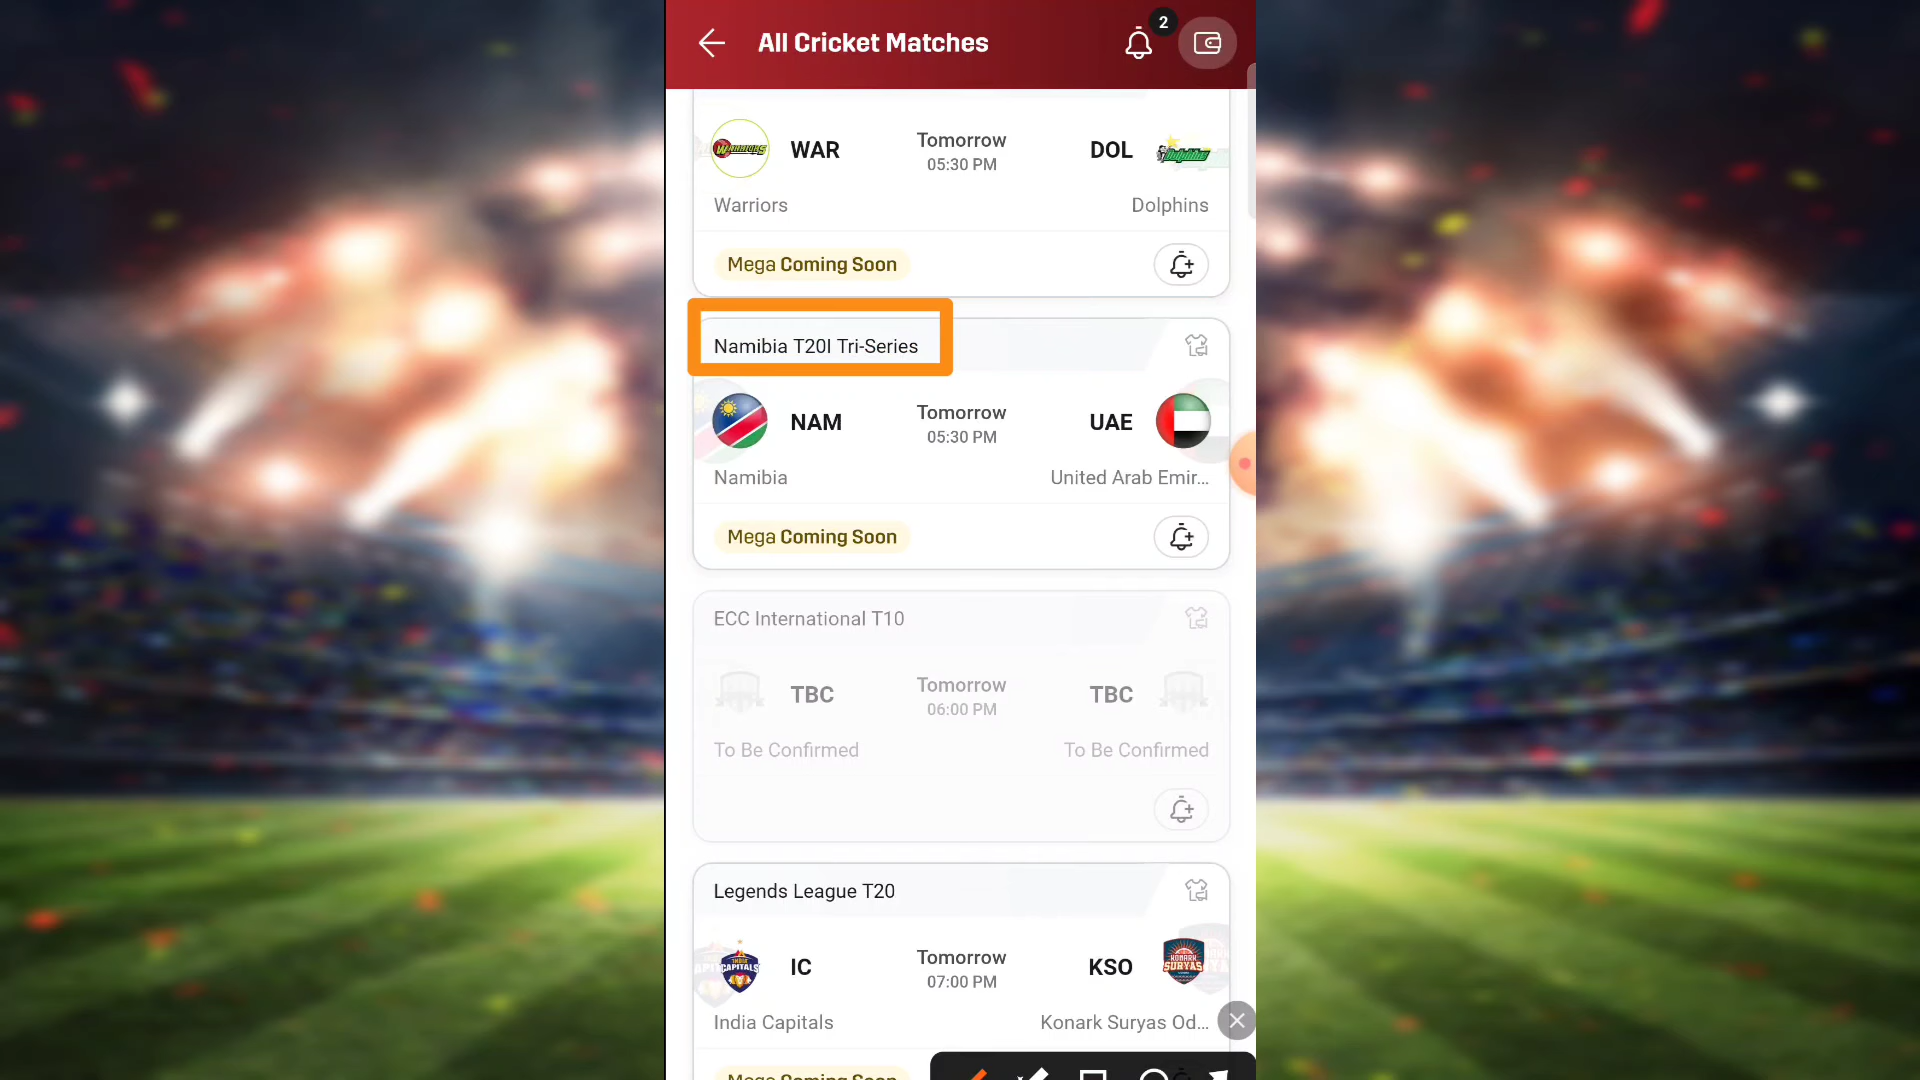 All Cricket Matches
2
WAR
Tomorrow
05:30 PM
DOL
Warriors
Dolphins
Mega Coming Soon
Namibia T20I Tri-Series
NAM
Tomorrow
05:30 PM
UAE
Namibia
United Arab Emir...
Mega Coming Soon
ECC International T10
TBC
Tomorrow
06:00 PM
TBC
To Be Confirmed
To Be Confirmed
Legends League T20
IC
Tomorrow
07:00 PM
KSO
India Capitals
Konark Suryas Od...
Mega Coming Soon